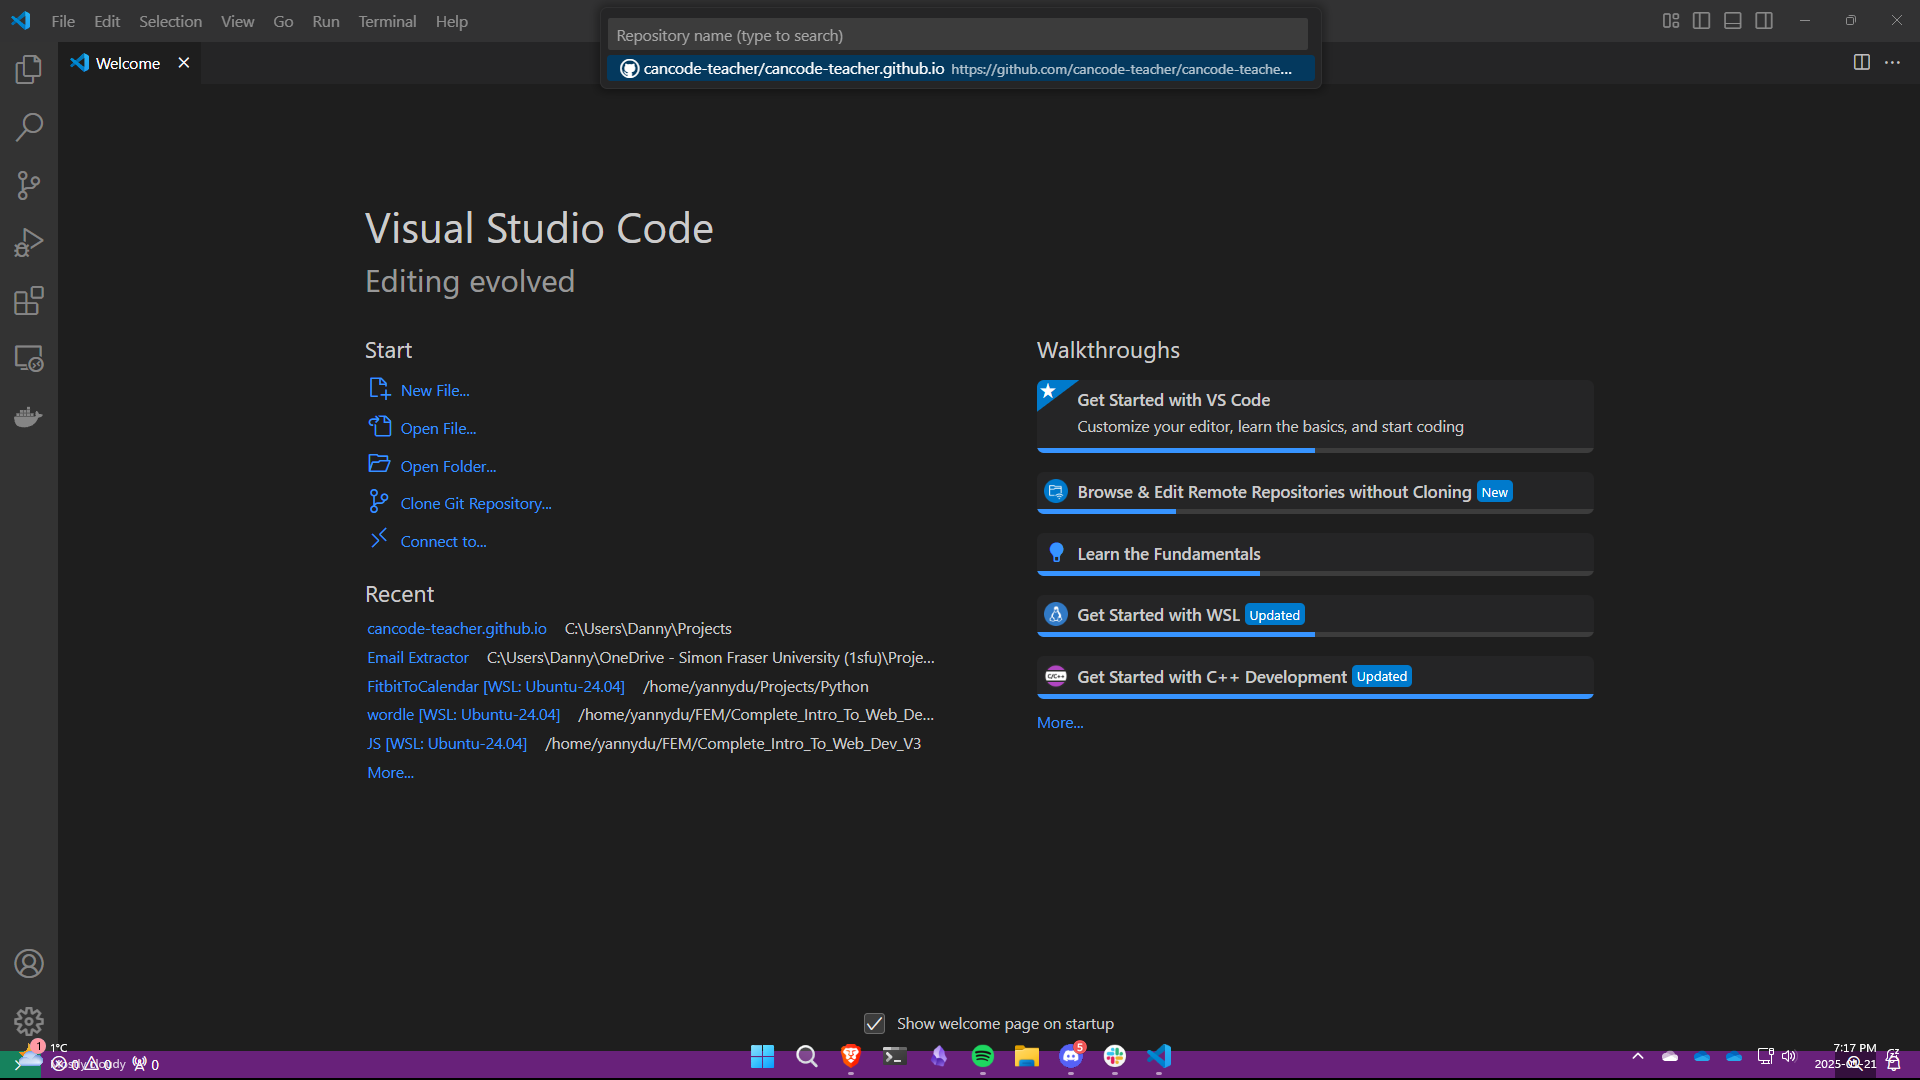 File Edit Selection View Go Run Terminal Help
Repository name (type to search)
cancode-teacher/cancode-teacher.github.io https://github.com/cancode-teacher/cancode-teache...
Welcome
Visual Studio Code
Editing evolved
Start
New File...
Open File...
Open Folder...
Clone Git Repository...
Connect to...
Recent
cancode-teacher.github.io C:\Users\Danny\Projects
Email Extractor C:\Users\Danny\OneDrive - Simon Fraser University (1sfu)\Proje...
FitbitToCalendar [WSL: Ubuntu-24.04] /home/yannydu/Projects/Python
wordle [WSL: Ubuntu-24.04] /home/yannydu/FEM/Complete_Intro_To_Web_De...
JS [WSL: Ubuntu-24.04] /home/yannydu/FEM/Complete_Intro_To_Web_Dev_V3
More...
Walkthroughs
Get Started with VS Code
Customize your editor, learn the basics, and start coding
Browse & Edit Remote Repositories without Cloning New
Learn the Fundamentals
Get Started with WSL Updated
C/C++ Get Started with C++ Development Updated
More...
Show welcome page on startup
1
1°C
Mostly cloudy
0 0 0
5
7:17 PM
2025-01-21